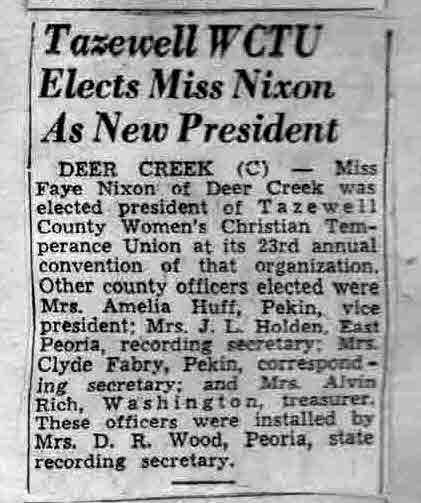 Tazewell WCTU
Elects Miss Nixon
As New President
DEER CREEK (C) — Miss
Faye Nixon of Deer Creek was
elected president of Tazewell
County Women's Christian Tem-
perance Union at its 23rd annual
convention of that organization.
Other county officers elected were
Mrs. Amelia Huff, Pekin, vice
president; Mrs. J. L. Holden, East
Peoria, recording secretary; Mrs.
Clyde Fabry, Pekin, correspond-
ing secretary; and Mrs. Alvin
Rich, Washington, treasurer.
These officers were installed by
Mrs. D. R. Wood, Peoria, state
recording secretary.